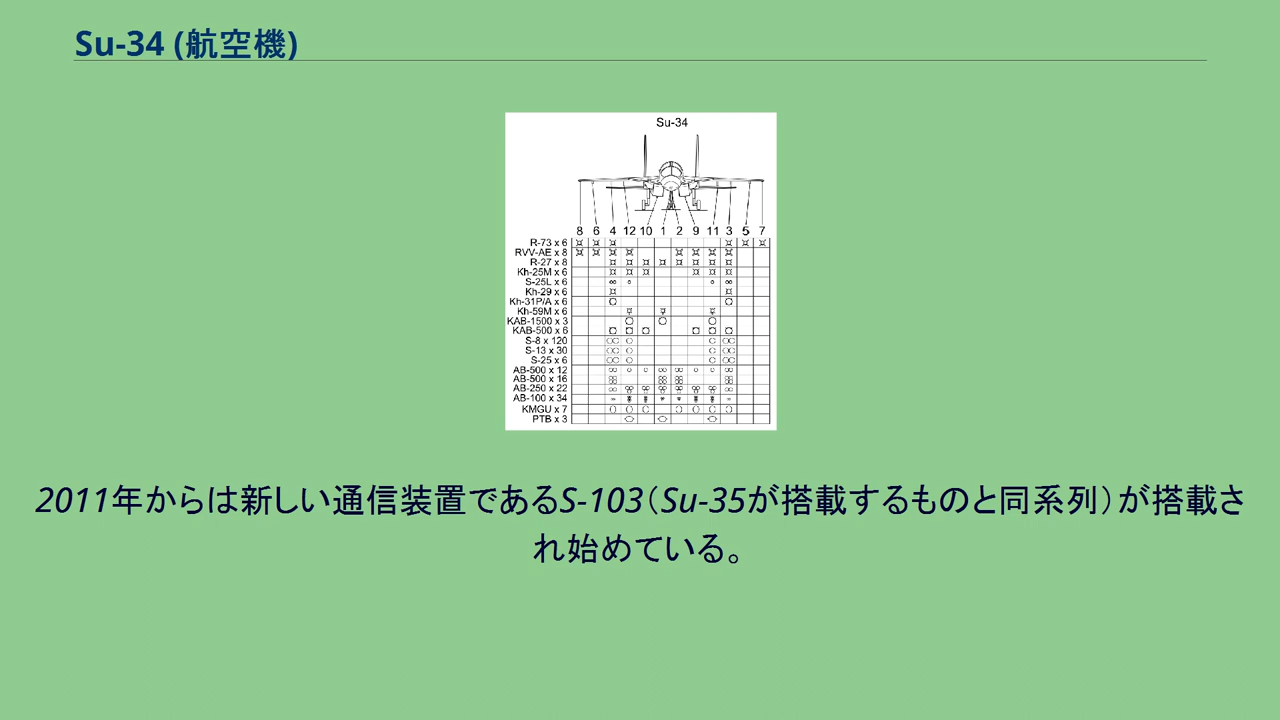 Su-34 (航空機)
Su-34
8 6 4 12 10 1 2 9 11 3 5 7
R-73 x 6
RVV-AE x 8
R-27 x 8
Kh-25M x 6
S-25L x 6
Kh-29 x 6
Kh-31P/A x 6
Kh-59M x 6
KAB-1500 x 3
KAB-500 x 6
S-8 x 120
S-13 x 30
S-25 x 6
AB-500 x 12
AB-500 x 16
AB-250 x 22
AB-100 x 34
KMGU x 7
PTB x 3
2011年からは新しい通信装置であるS-103（Su-35が搭載するものと同系列）が搭載さ
れ始めている。